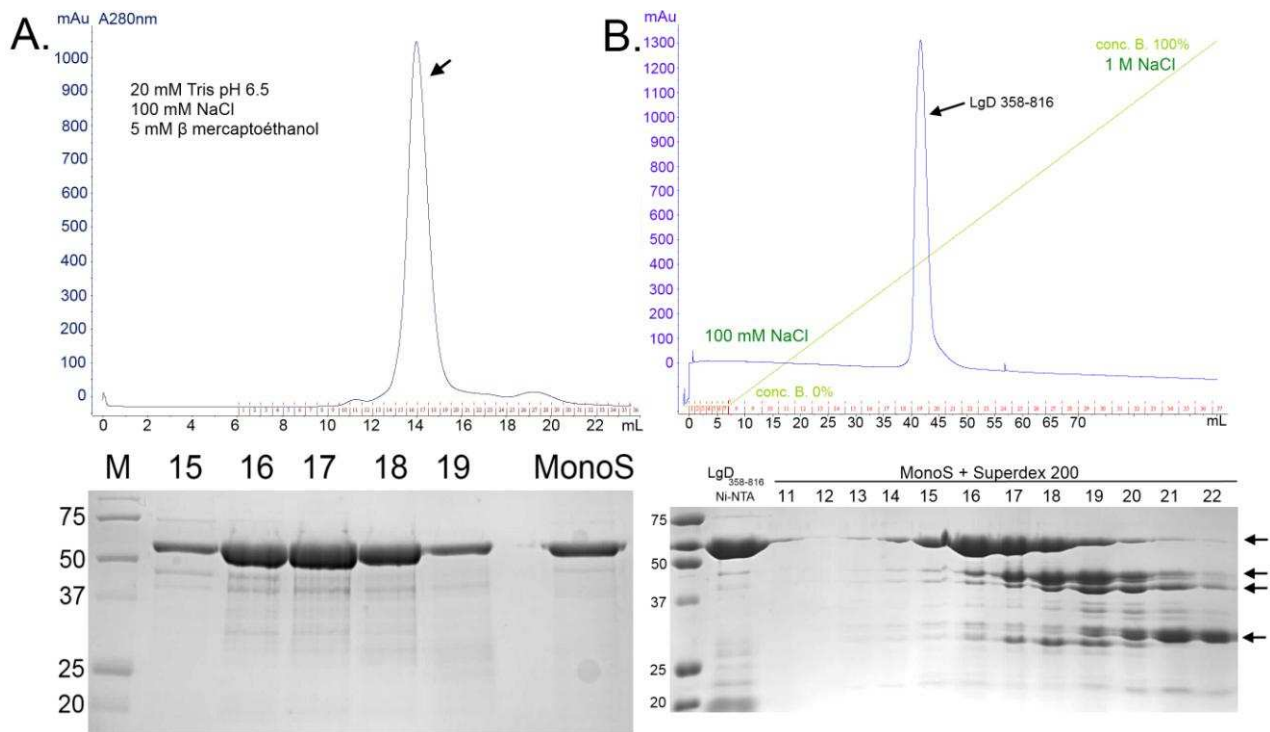 A.
mAu A280nm
1000
900
800
700
600
500
400
300
200
100
0
20 mM Tris pH 6.5
100 mM NaCl
5 mM β mercaptoéthanol
0 2 4 6 8 10 12 14 16 18 20 22 mL
M 15 16 17 18 19 MonoS
75
50
37
25
20
B.
mAu
1300
1200
1100
1000
900
800
700
600
500
400
300
200
100
0
conc. B. 100%
1 M NaCl
LgD 358-816
100 mM NaCl
conc. B. 0%
0 5 10 15 20 25 30 35 40 45 50 55 60 65 70 mL
LgD358-816
Ni-NTA
MonoS + Superdex 200
11 12 13 14 15 16 17 18 19 20 21 22
75
50
37
25
20